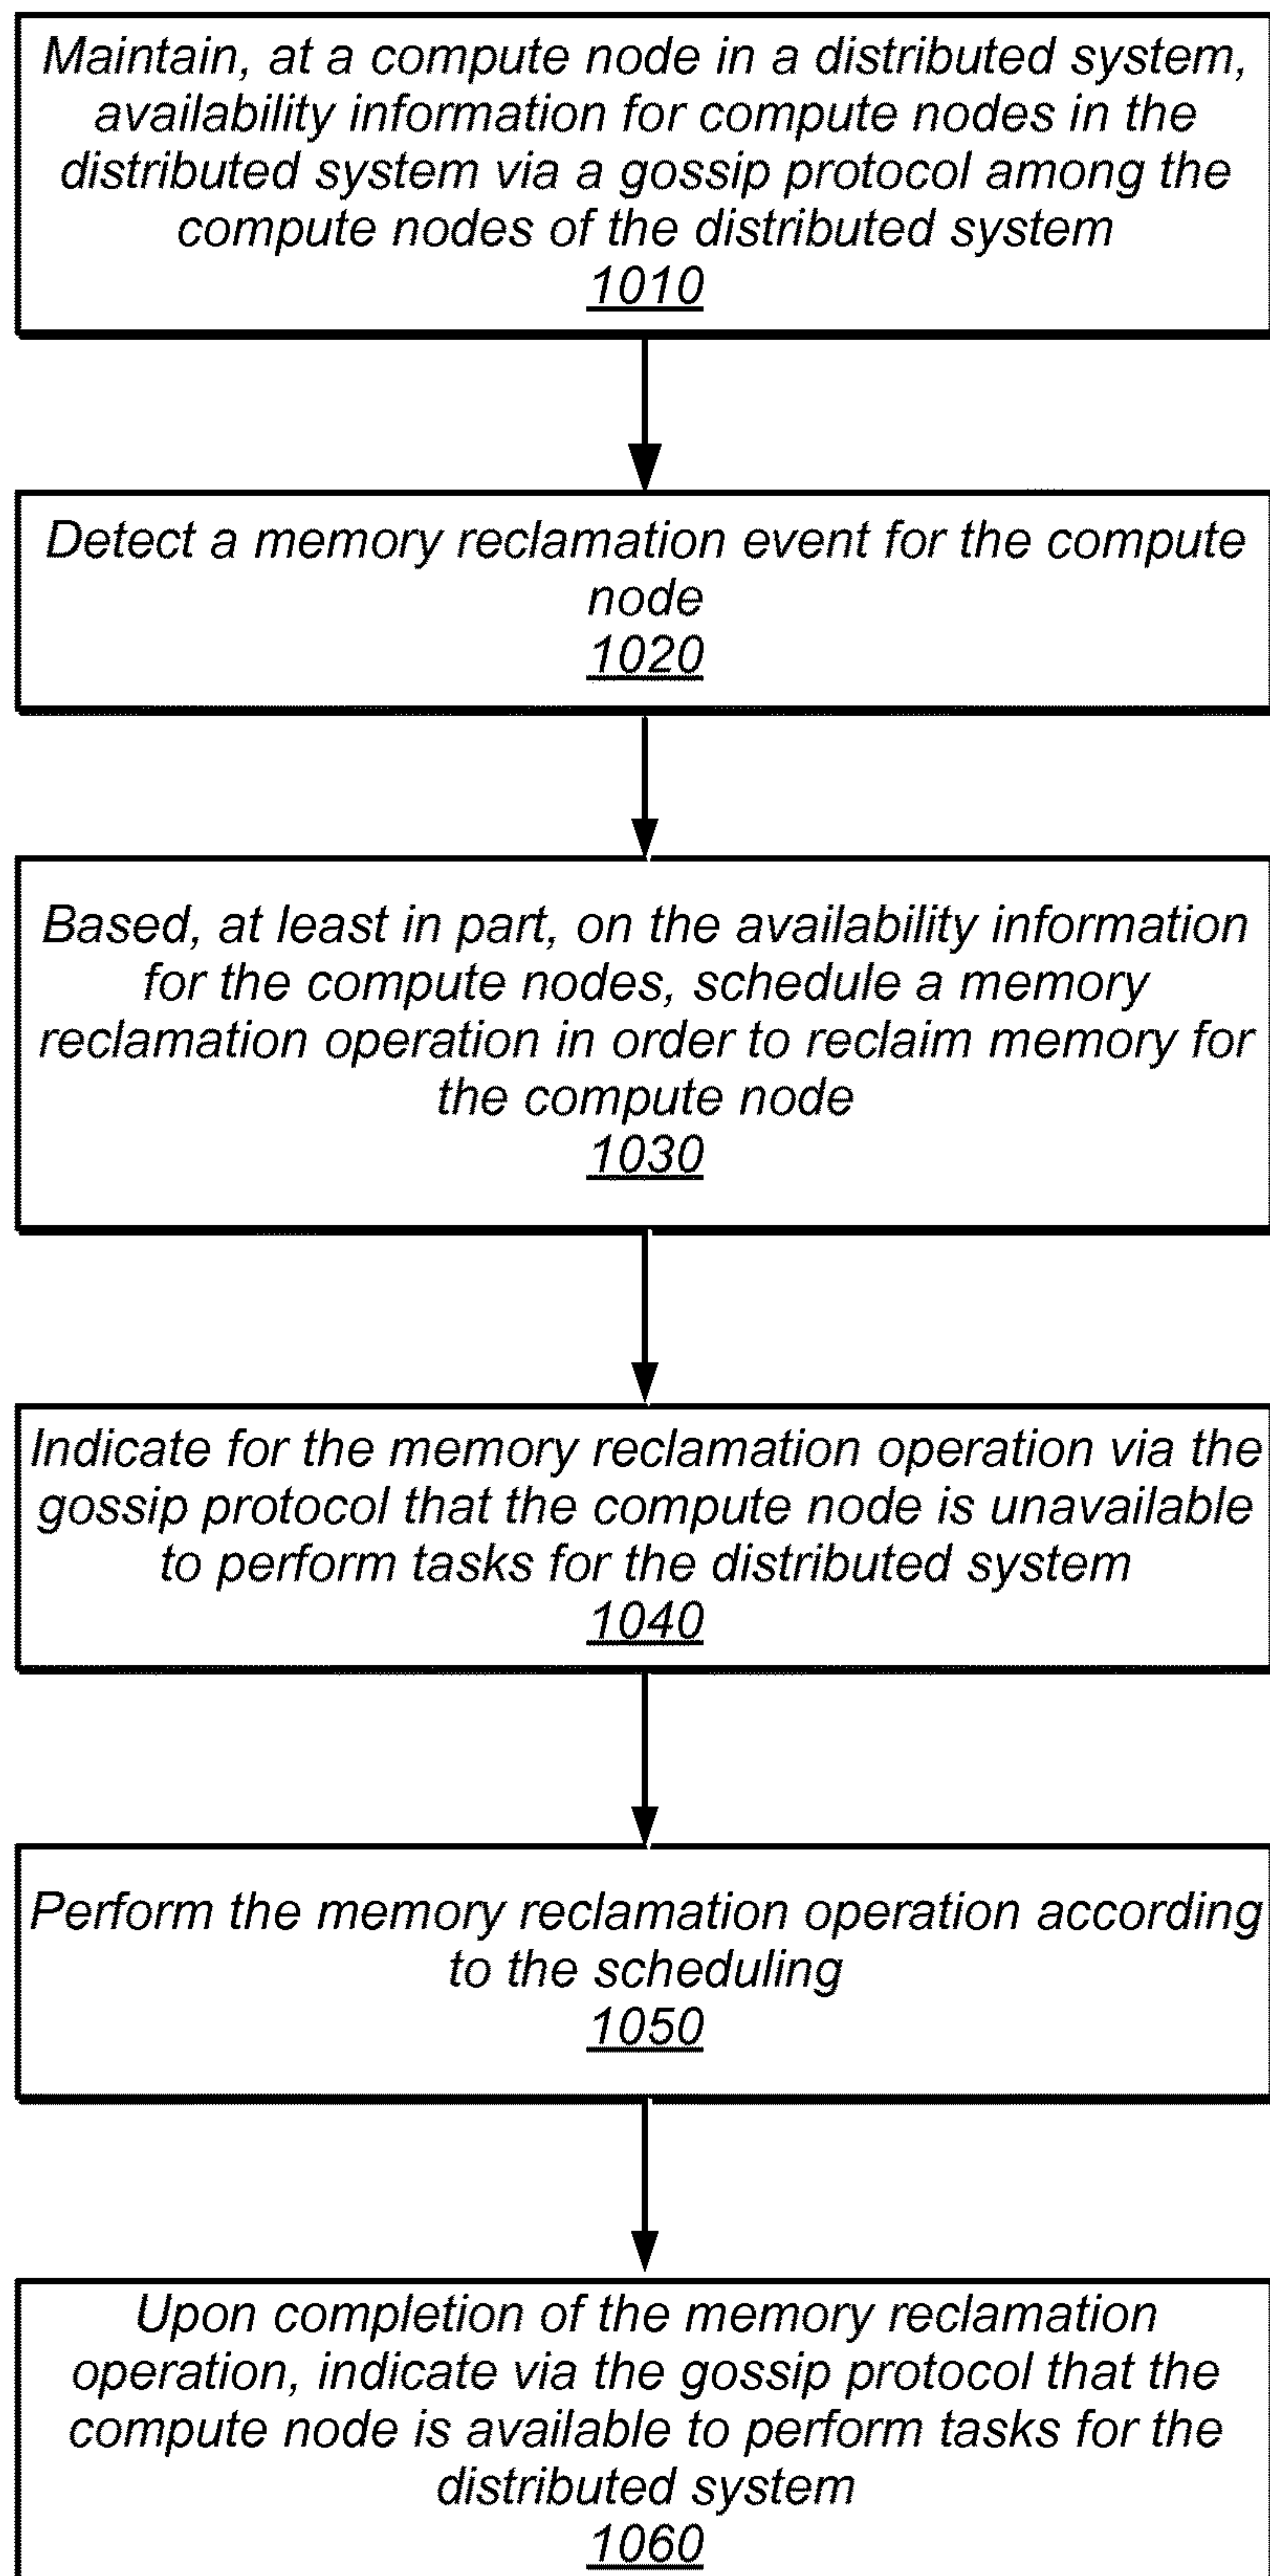 Maintain, at a compute node in a distributed system,
availability information for compute nodes in the
distributed system via a gossip protocol among the
compute nodes of the distributed system
1010
Detect a memory reclamation event for the compute
node
1020
Based, at least in part, on the availability information
for the compute nodes, schedule a memory
reclamation operation in order to reclaim memory for
the compute node
1030
Indicate for the memory reclamation operation via the
gossip protocol that the compute node is unavailable
to perform tasks for the distributed system
1040
Perform the memory reclamation operation according
to the scheduling
1050
Upon completion of the memory reclamation
operation, indicate via the gossip protocol that the
compute node is available to perform tasks for the
distributed system
1060